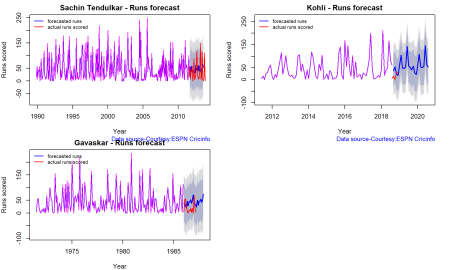 Sachin Tendulkar - Runs forecast
forecasted runs
actual runs scored
Runs scored
250
150
50
-50
1990
1995
2000
2005
2010
Year
Data source-Courtesy:ESPN Cricinfo
Kohli - Runs forecast
forecasted runs
actual runs scored
Runs scored
250
150
50
0
-100
2012
2014
2016
2018
2020
Year
Data source-Courtesy:ESPN Cricinfo
Gavaskar - Runs forecast
forecasted runs
actual runs scored
Runs scored
150
50
0
-100
1975
1980
1985
Year